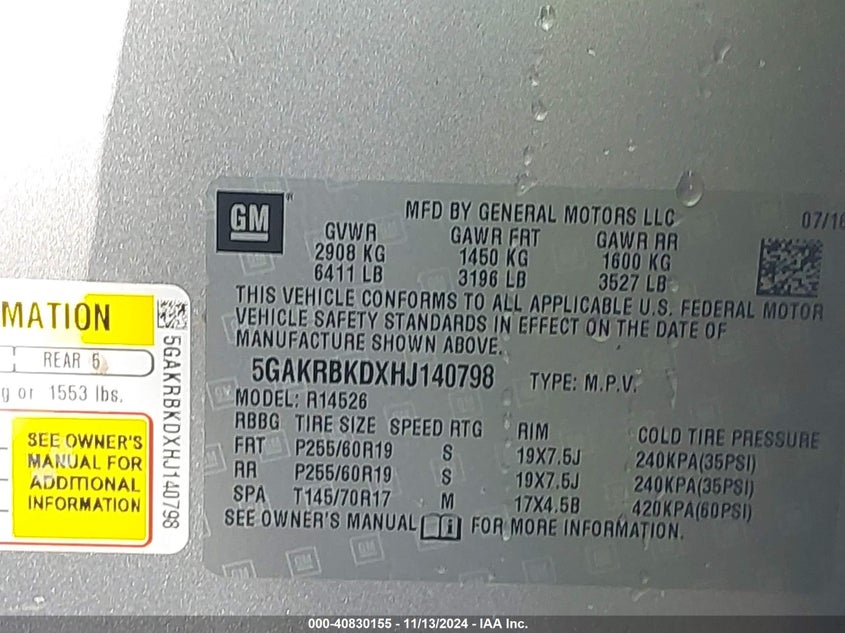 MATION
REAR 5
g or 1553 lbs.
SEE OWNER'S
MANUAL FOR
ADDITIONAL
INFORMATION
5GAKRBKDXHJ140798
GM
MFD BY GENERAL MOTORS LLC 07/16
GVWR GAWR FRT GAWR RR
2908 KG 1450 KG 1600 KG
6411 LB 3196 LB 3527 LB
THIS VEHICLE CONFORMS TO ALL APPLICABLE U.S. FEDERAL MOTOR
VEHICLE SAFETY STANDARDS IN EFFECT ON THE DATE OF
MANUFACTURE SHOWN ABOVE.
5GAKRBKDXHJ140798 TYPE: M.P.V.
MODEL: R14526
RBBG TIRE SIZE SPEED RTG RIM COLD TIRE PRESSURE
FRT P255/60R19 S 19X7.5J 240KPA(35PSI)
RR P255/60R19 S 19X7.5J 240KPA(35PSI)
SPA T145/70R17 M 17X4.5B 420KPA(60PSI)
SEE OWNER'S MANUAL FOR MORE INFORMATION.
000-40830155 - 11/13/2024 - IAA Inc.